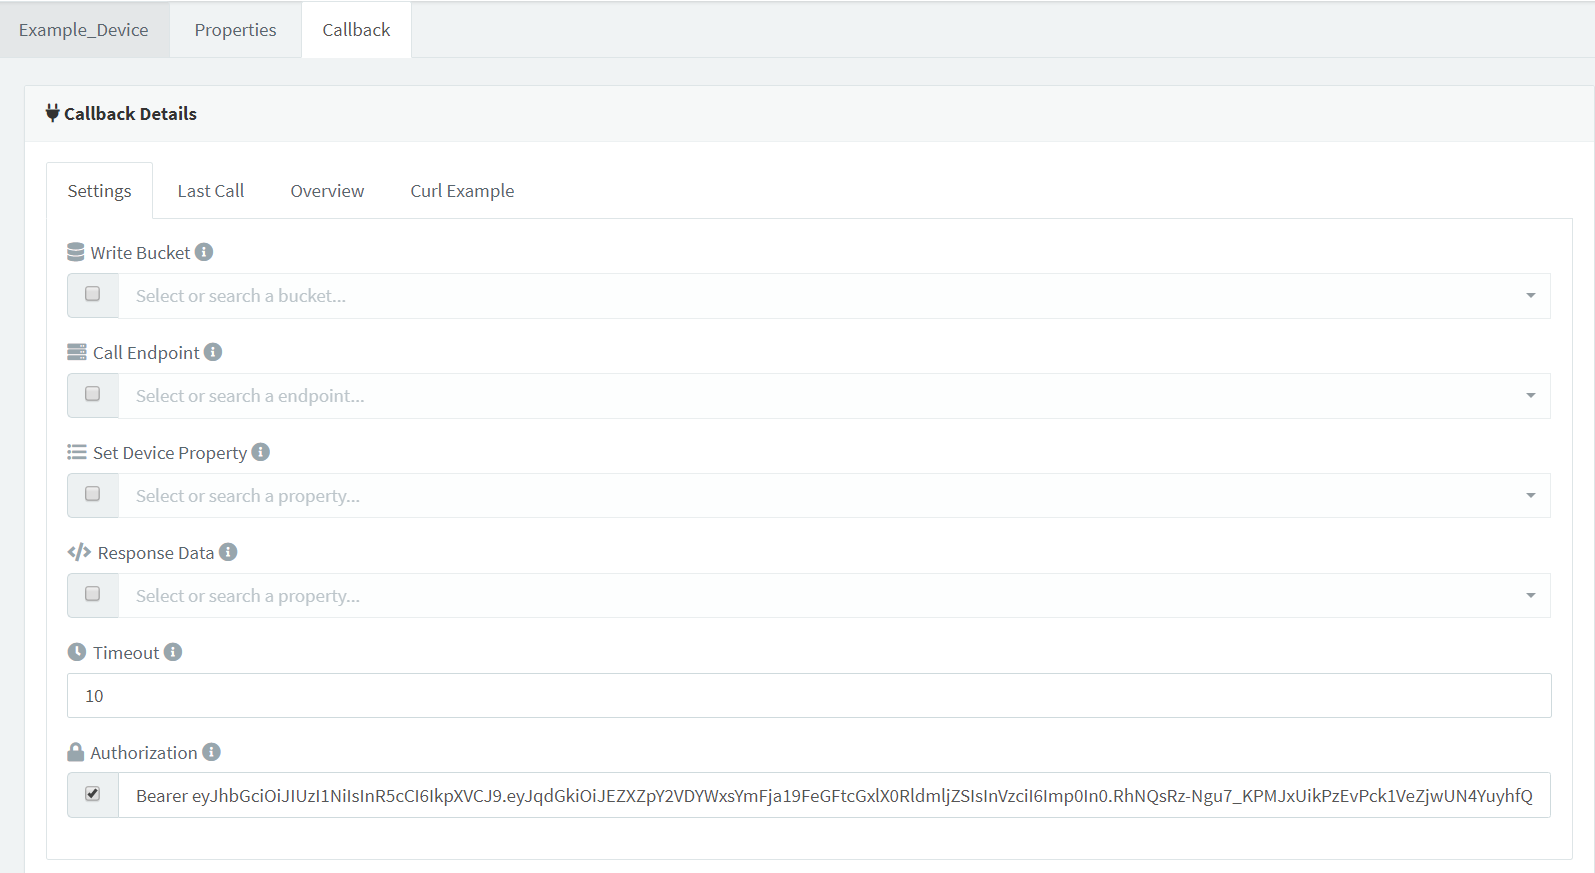 Example_Device Properties Callback
Callback Details
Settings Last Call Overview Curl Example
Write Bucket
Select or search a bucket...
Call Endpoint
Select or search a endpoint...
Set Device Property
Select or search a property...
Response Data
Select or search a property...
Timeout
10
Authorization
Bearer eyJhbGciOiJIUzI1NiIsInR5cCI6IkpXVCJ9.eyJqdGkiOiJEZXZpY2VDYWxsYmFja19FeGFtcGxlX0RldmljZSIsInVzciI6Imp0In0.RhNQsRz-Ngu7_KPMJxUikPzEvPck1VeZjwUN4YuyhfQ